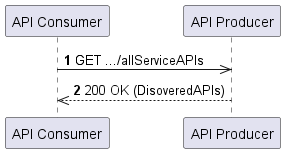 API Consumer
API Producer
1 GET .../allServiceAPIs
2 200 OK (DisoveredAPIs)
API Consumer
API Producer